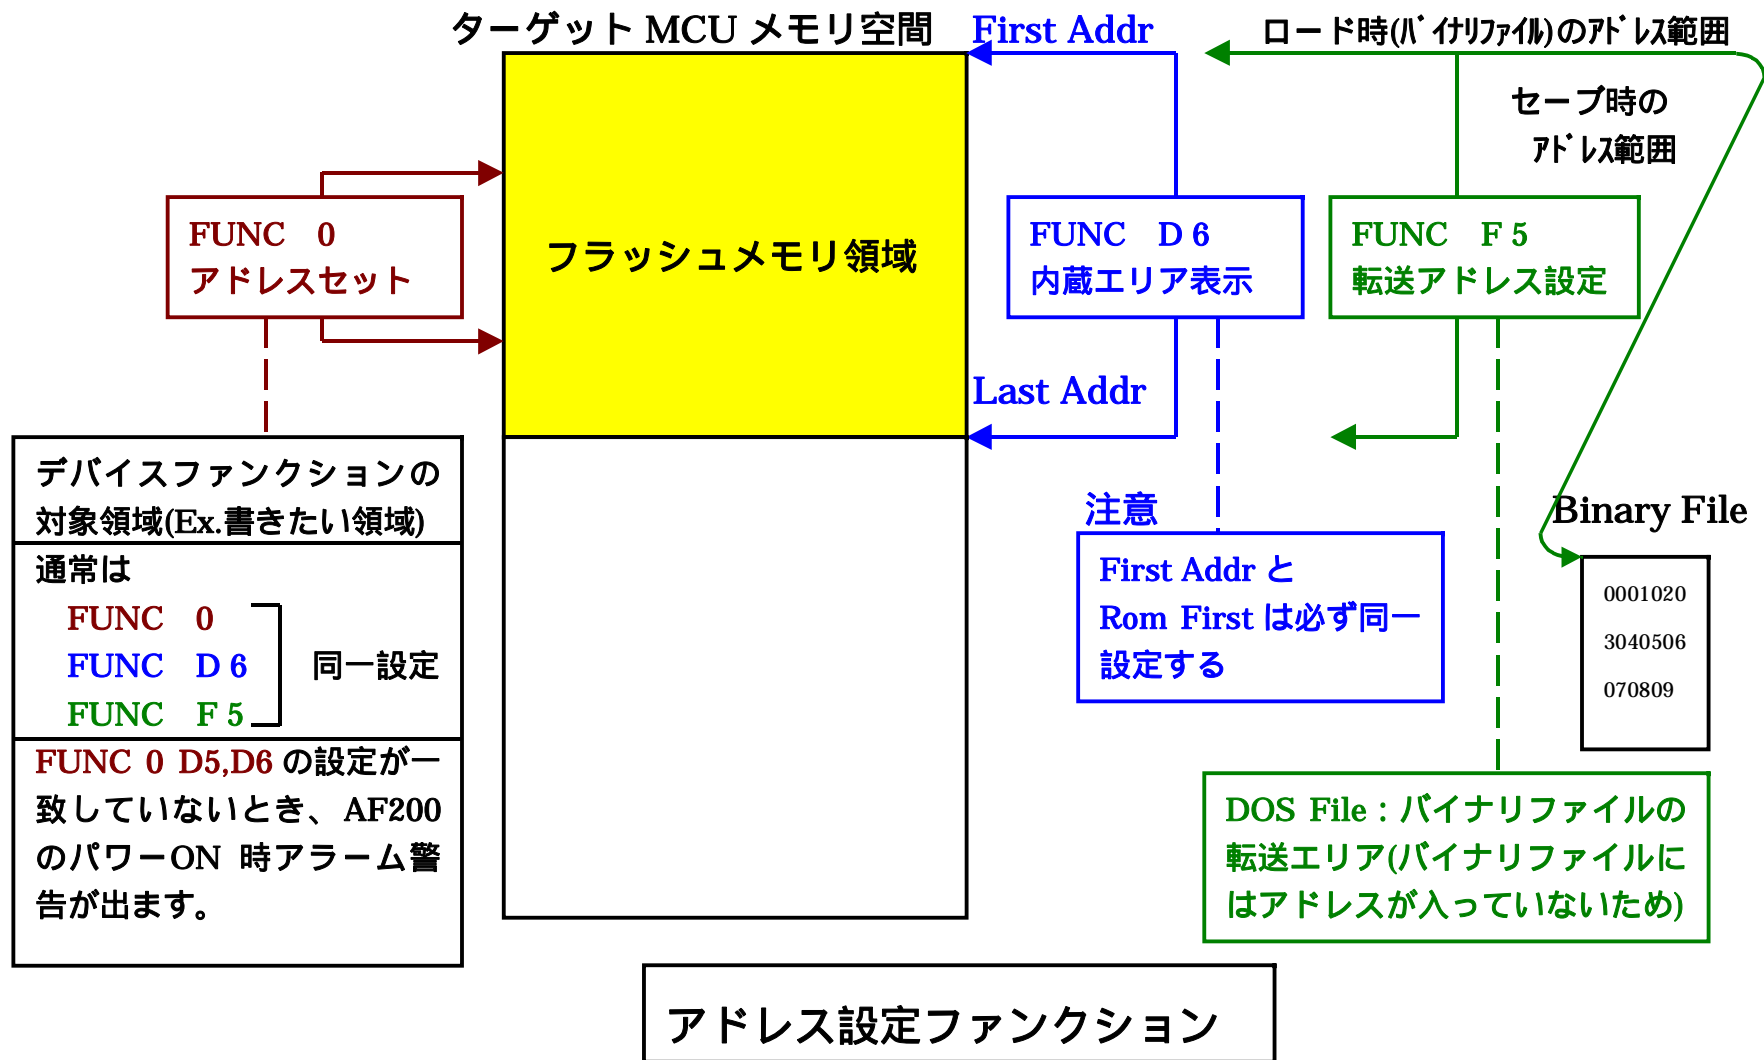 ターゲット MCU メモリ空間
First Addr
ロード時(ﾊﾞｲﾅﾘﾌｧｲﾙ)のｱﾄﾞﾚｽ範囲
セーブ時の
ｱﾄﾞﾚｽ範囲
FUNC 0
アドレスセット
フラッシュメモリ領域
FUNC D 6
内蔵エリア表示
FUNC F 5
転送アドレス設定
Last Addr
デバイスファンクションの
対象領域(Ex.書きたい領域)
通常は
FUNC 0
FUNC D 6
FUNC F 5
同一設定
FUNC 0 D5,D6 の設定が一
致していないとき、AF200
のパワーON 時アラーム警
告が出ます。
注意
First Addr と
Rom First は必ず同一
設定する
Binary File
0001020
3040506
070809
DOS File：バイナリファイルの
転送エリア(バイナリファイルに
はアドレスが入っていないため)
アドレス設定ファンクション